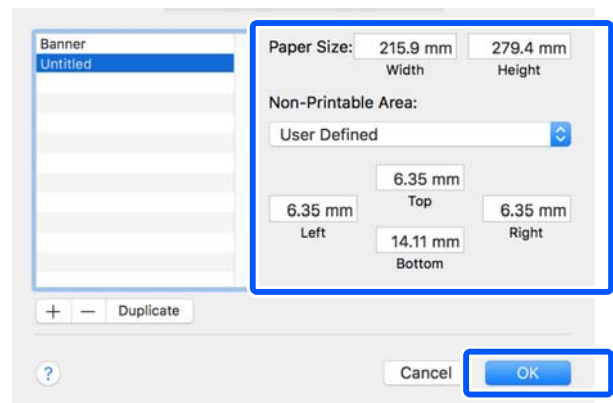 Banner
Untitled
+ — Duplicate
Paper Size: 215.9 mm 279.4 mm
Width Height
Non-Printable Area:
User Defined
6.35 mm
Top
6.35 mm 6.35 mm
Left Right
14.11 mm
Bottom
? Cancel OK